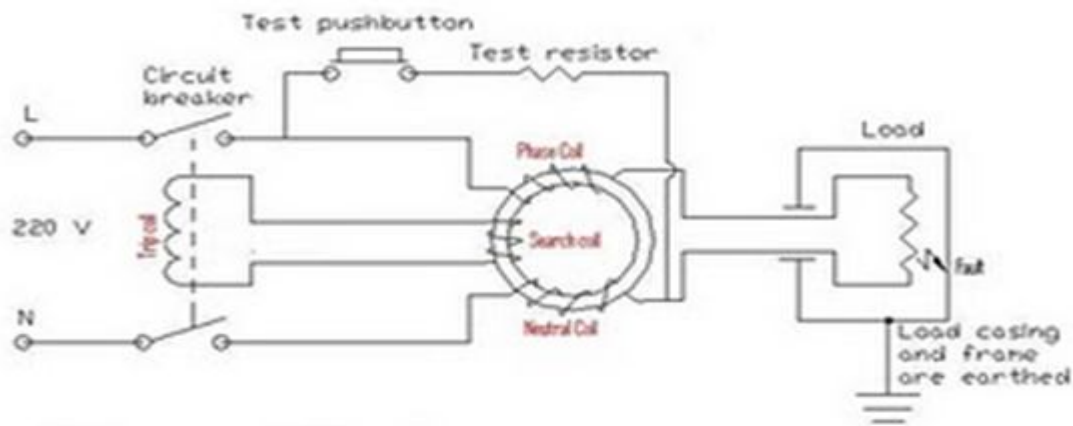 Test pushbutton
Test resistor
Circuit
breaker
L
Load
Phase Coil
220 V
Trip coil
Search coil
Fault
N
Neutral Coil
Load casing
and frame
are earthed